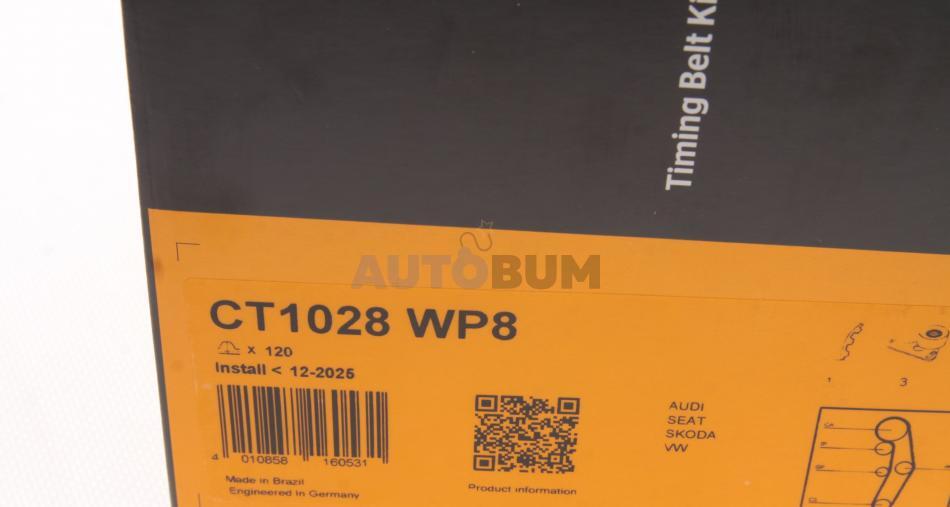 Timing Belt Ki
AUTOBUM
CT1028 WP8
x 120
Install < 12-2025
4 010858 160531
Made in Brazil
Engineered in Germany
Product information
AUDI
SEAT
SKODA
VW
1
3